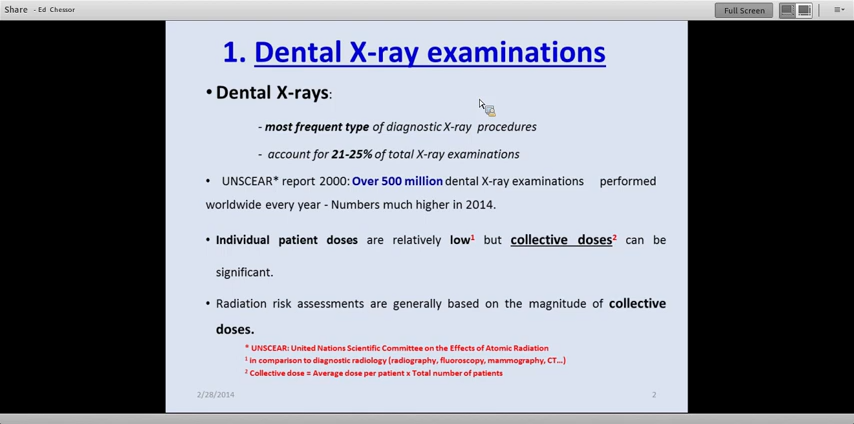 Share - Ed Chessor
Full Screen
1. Dental X-ray examinations
• Dental X-rays:
- most frequent type of diagnostic X-ray procedures
- account for 21-25% of total X-ray examinations
• UNSCEAR* report 2000: Over 500 million dental X-ray examinations performed
worldwide every year - Numbers much higher in 2014.
• Individual patient doses are relatively low¹ but collective doses² can be
significant.
• Radiation risk assessments are generally based on the magnitude of collective
doses.
* UNSCEAR: United Nations Scientific Committee on the Effects of Atomic Radiation
¹ in comparison to diagnostic radiology (radiography, fluoroscopy, mammography, CT...)
² Collective dose = Average dose per patient x Total number of patients
2/28/2014
2